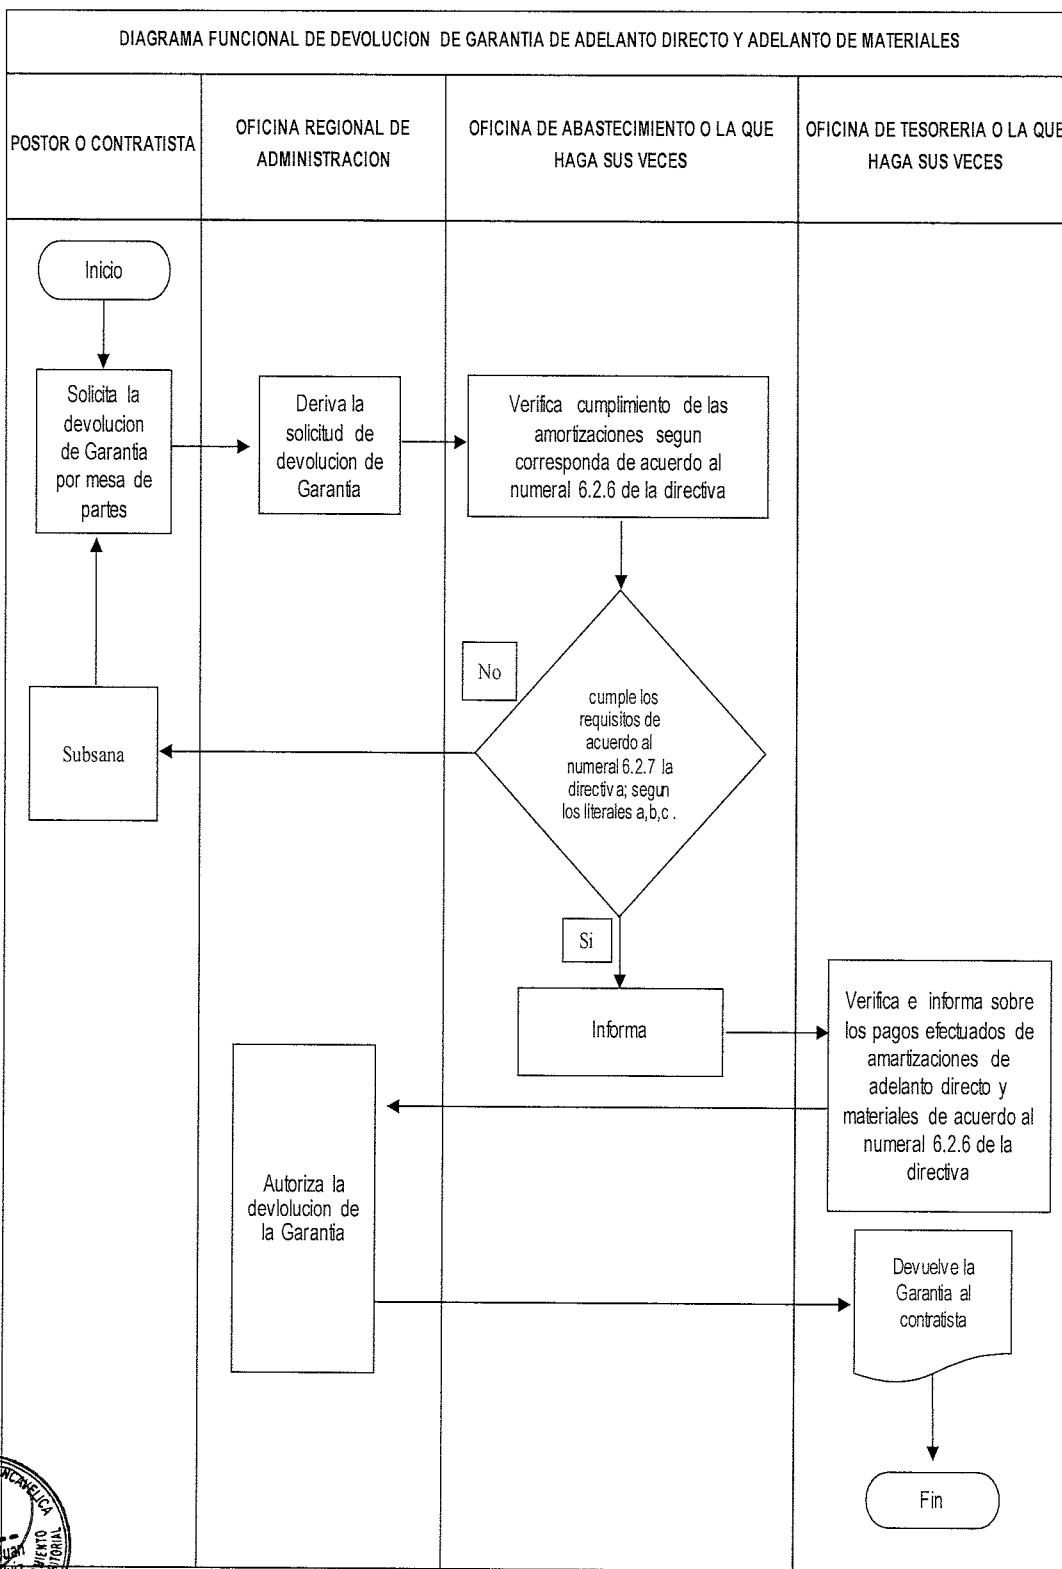 DIAGRAMA FUNCIONAL DE DEVOLUCION DE GARANTIA DE ADELANTO DIRECTO Y ADELANTO DE MATERIALES
POSTOR O CONTRATISTA
OFICINA REGIONAL DE
ADMINISTRACION
OFICINA DE ABASTECIMIENTO O LA QUE
HAGA SUS VECES
OFICINA DE TESORERIA O LA QUE
HAGA SUS VECES
Inicio
Solicita la
devolucion
de Garantia
por mesa de
partes
Deriva la
solicitud de
devolucion de
Garantia
Verifica cumplimiento de las
amortizaciones segun
corresponda de acuerdo al
numeral 6.2.6 de la directiva
No
cumple los
requisitos de
acuerdo al
numeral 6.2.7 la
directiva; segun
los literales a,b,c .
Subsana
Si
Informa
Verifica e informa sobre
los pagos efectuados de
amartizaciones de
adelanto directo y
materiales de acuerdo al
numeral 6.2.6 de la
directiva
Autoriza la
devlolucion de
la Garantia
Devuelve la
Garantia al
contratista
Fin